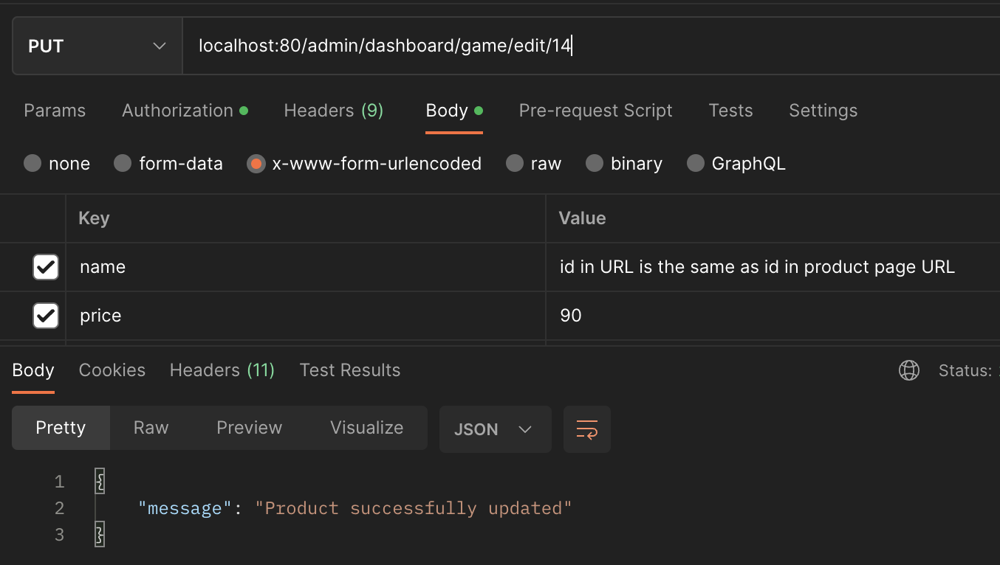 PUT localhost:80/admin/dashboard/game/edit/14
Params Authorization Headers (9) Body Pre-request Script Tests Settings
none form-data x-www-form-urlencoded raw binary GraphQL
Key Value
name id in URL is the same as id in product page URL
price 90
Body Cookies Headers (11) Test Results Status:
Pretty Raw Preview Visualize JSON
1 {
2 "message": "Product successfully updated"
3 }